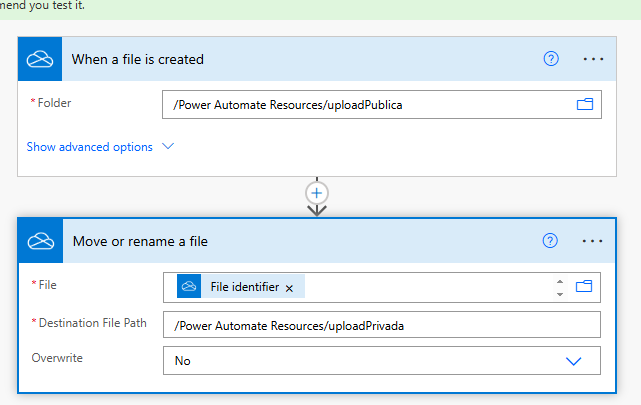 mend you test it.
When a file is created
* Folder
/Power Automate Resources/uploadPublica
Show advanced options
Move or rename a file
* File
File identifier ×
* Destination File Path
/Power Automate Resources/uploadPrivada
Overwrite
No